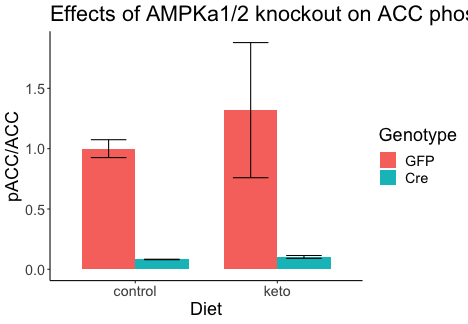 Effects of AMPKa1/2 knockout on ACC phos
pACC/ACC
1.5
1.0
0.5
0.0
control
keto
Diet
Genotype
GFP
Cre